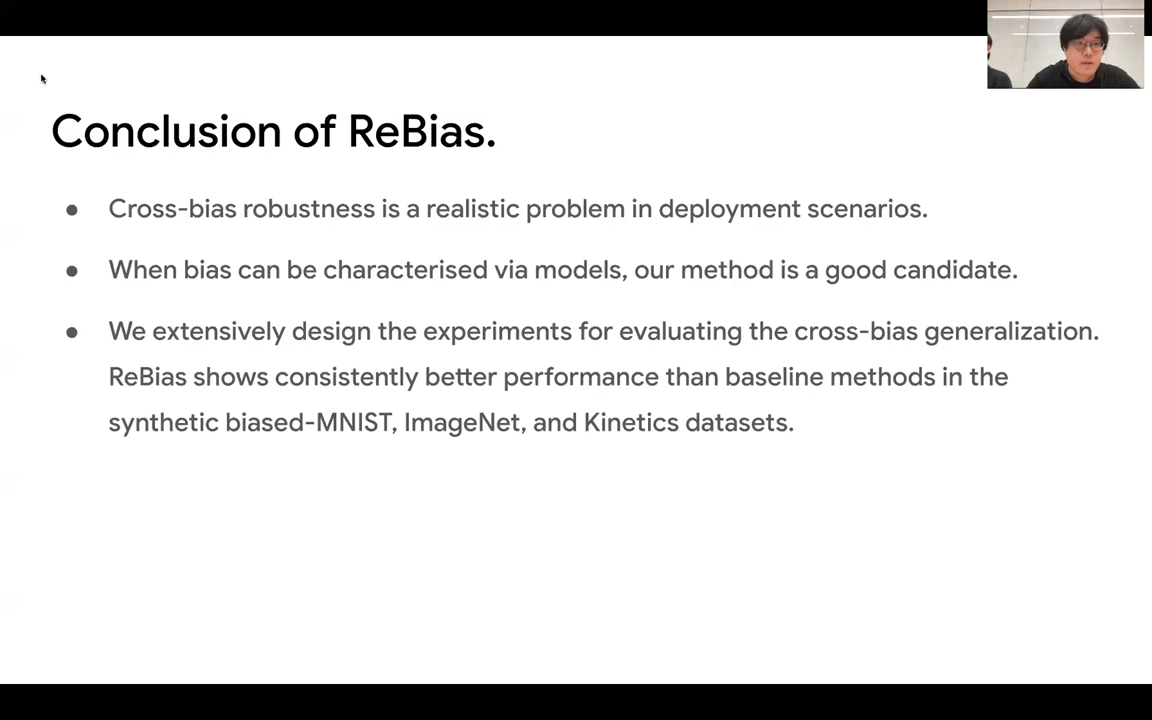 Conclusion of ReBias.
● Cross-bias robustness is a realistic problem in deployment scenarios.
● When bias can be characterised via models, our method is a good candidate.
● We extensively design the experiments for evaluating the cross-bias generalization.
ReBias shows consistently better performance than baseline methods in the
synthetic biased-MNIST, ImageNet, and Kinetics datasets.